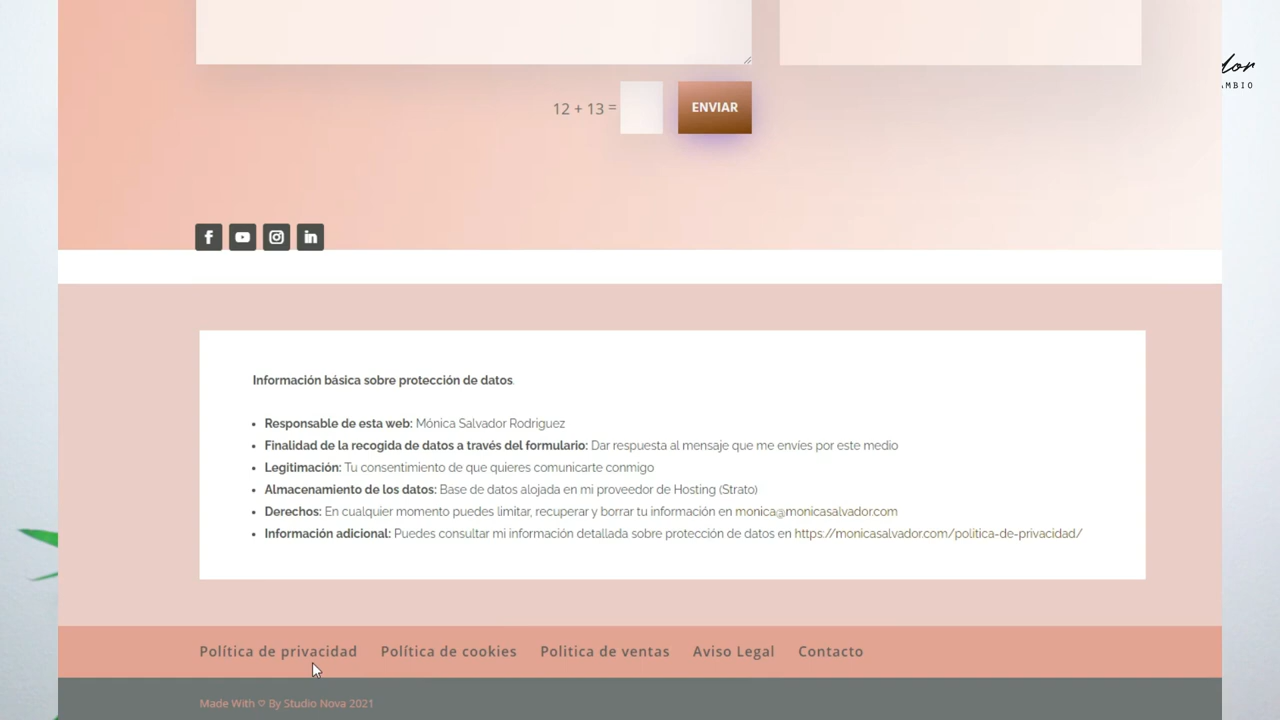 12 + 13 =
ENVIAR
Información básica sobre protección de datos.
Responsable de esta web: Mónica Salvador Rodriguez
Finalidad de la recogida de datos a través del formulario: Dar respuesta al mensaje que me envíes por este medio
Legitimación: Tu consentimiento de que quieres comunicarte conmigo
Almacenamiento de los datos: Base de datos alojada en mi proveedor de Hosting (Strato)
Derechos: En cualquier momento puedes limitar, recuperar y borrar tu información en monica@monicasalvador.com
Información adicional: Puedes consultar mi información detallada sobre protección de datos en https://monicasalvador.com/politica-de-privacidad/
Política de privacidad Política de cookies Politica de ventas Aviso Legal Contacto
Made With ♡ By Studio Nova 2021